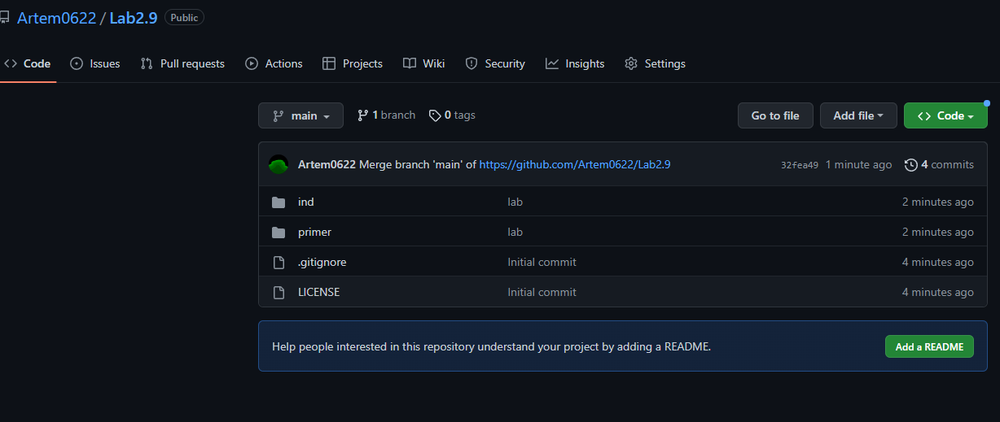 Artem0622 / Lab2.9 Public
Code Issues Pull requests Actions Projects Wiki Security Insights Settings
main 1 branch 0 tags Go to file Add file Code
Artem0622 Merge branch 'main' of https://github.com/Artem0622/Lab2.9 32fea49 1 minute ago 4 commits
ind lab 2 minutes ago
primer lab 2 minutes ago
.gitignore Initial commit 4 minutes ago
LICENSE Initial commit 4 minutes ago
Help people interested in this repository understand your project by adding a README. Add a README